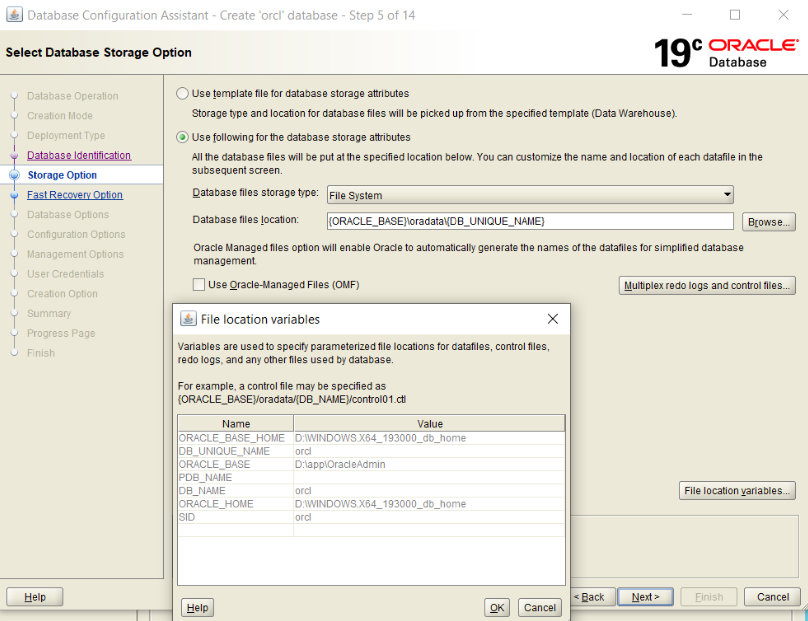 Database Configuration Assistant - Create 'orcl' database - Step 5 of 14
Select Database Storage Option
19c ORACLE
Database
Database Operation
Creation Mode
Deployment Type
Database Identification
Storage Option
Fast Recovery Option
Database Options
Configuration Options
Management Options
User Credentials
Creation Option
Summary
Progress Page
Finish
Use template file for database storage attributes
Storage type and location for database files will be picked up from the specified template (Data Warehouse).
Use following for the database storage attributes
All the database files will be put at the specified location below. You can customize the name and location of each datafile in the
subsequent screen.
Database files storage type: File System
Database files location: {ORACLE_BASE}\oradata\{DB_UNIQUE_NAME} Browse...
Oracle Managed files option will enable Oracle to automatically generate the names of the datafiles for simplified database
management.
Use Oracle-Managed Files (OMF) Multiplex redo logs and control files...
File location variables
Variables are used to specify parameterized file locations for datafiles, control files,
redo logs, and any other files used by database.
For example, a control file may be specified as
{ORACLE_BASE}/oradata/{DB_NAME}/control01.ctl
Name Value
ORACLE_BASE_HOME D:\WINDOWS.X64_193000_db_home
DB_UNIQUE_NAME orcl
ORACLE_BASE D:\app\OracleAdmin
PDB_NAME
DB_NAME orcl
ORACLE_HOME D:\WINDOWS.X64_193000_db_home
SID orcl
Help OK Cancel
File location variables...
Help < Back Next > Finish Cancel